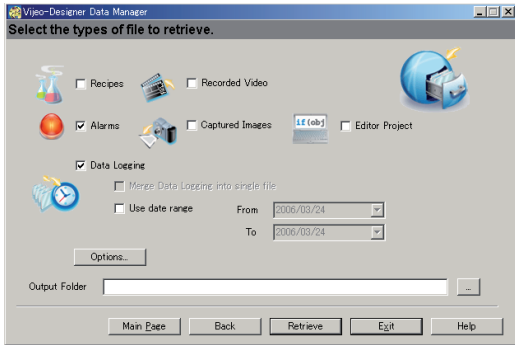 Vijeo-Designer Data Manager
Select the types of file to retrieve.
Recipes
Recorded Video
Alarms
Captured Images
if(obj
Editor Project
Data Logging
Merge Data Logging into single file
Use date range
From
2006/03/24
To
2006/03/24
Options...
Output Folder
...
Main Page
Back
Retrieve
Exit
Help